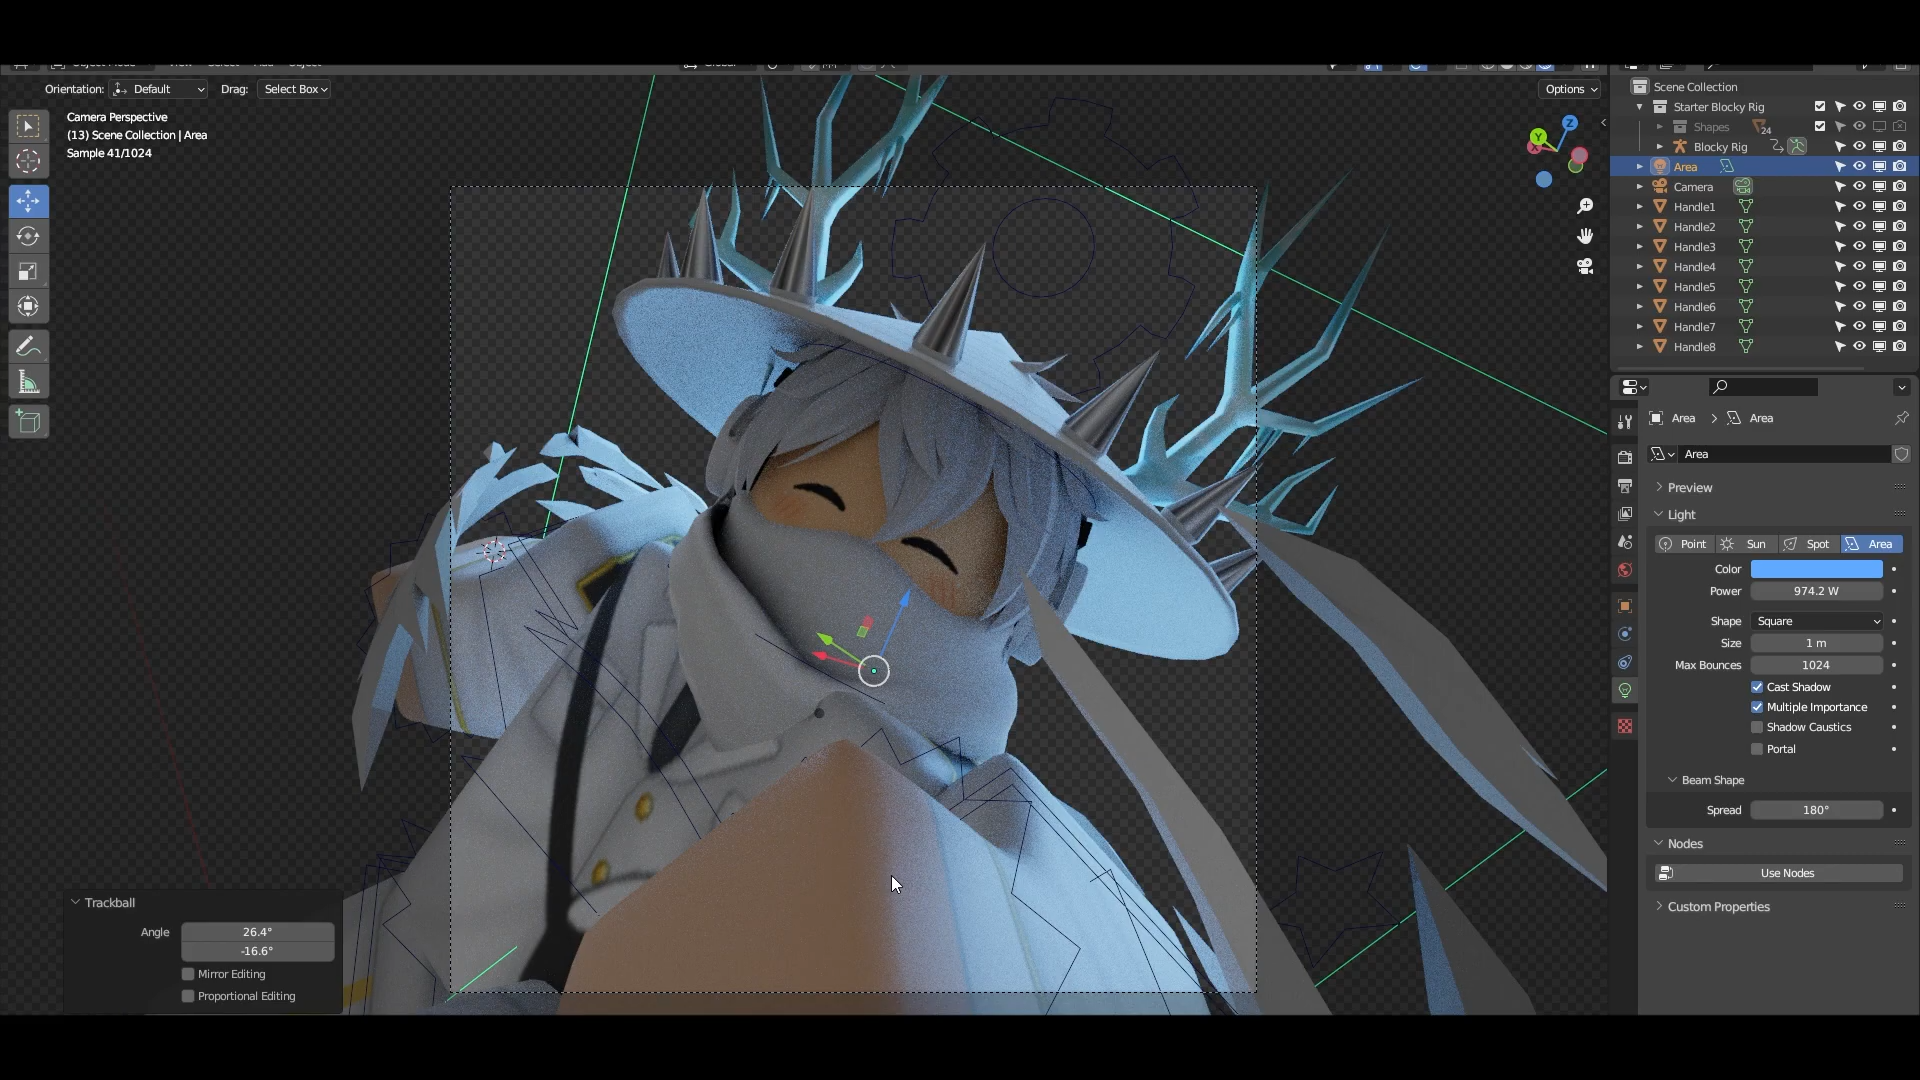 Orientation: Default Drag: Select Box Options
Camera Perspective
(13) Scene Collection | Area
Sample 41/1024
Z
Y
X
Scene Collection
Starter Blocky Rig
Shapes 24
Blocky Rig
Area
Camera
Handle1
Handle2
Handle3
Handle4
Handle5
Handle6
Handle7
Handle8
Area Area
Area
Preview
Light
Point Sun Spot Area
Color
Power 974.2 W
Shape Square
Size 1 m
Max Bounces 1024
Cast Shadow
Multiple Importance
Shadow Caustics
Portal
Beam Shape
Spread 180°
Nodes
Use Nodes
Custom Properties
Trackball
Angle 26.4°
-16.6°
Mirror Editing
Proportional Editing